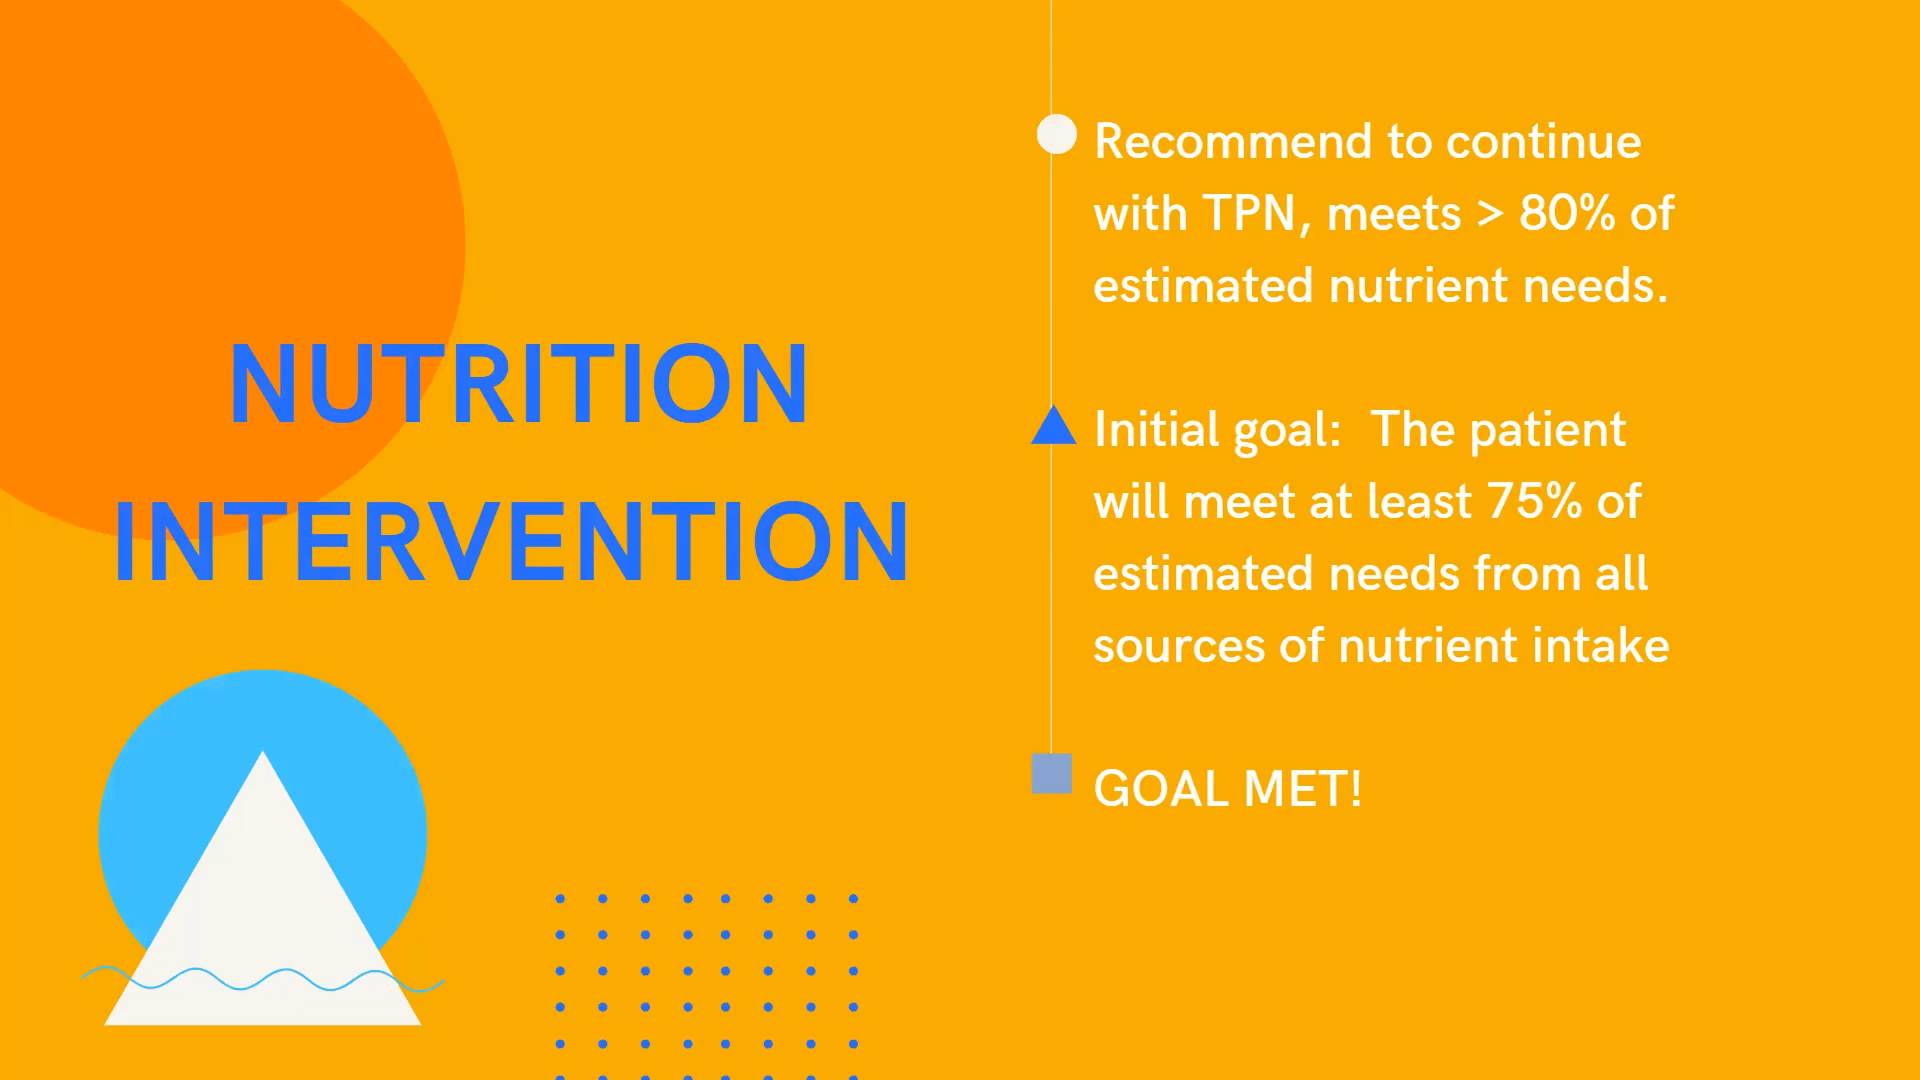 NUTRITION
INTERVENTION
Recommend to continue
with TPN, meets > 80% of
estimated nutrient needs.
Initial goal:  The patient
will meet at least 75% of
estimated needs from all
sources of nutrient intake
GOAL MET!